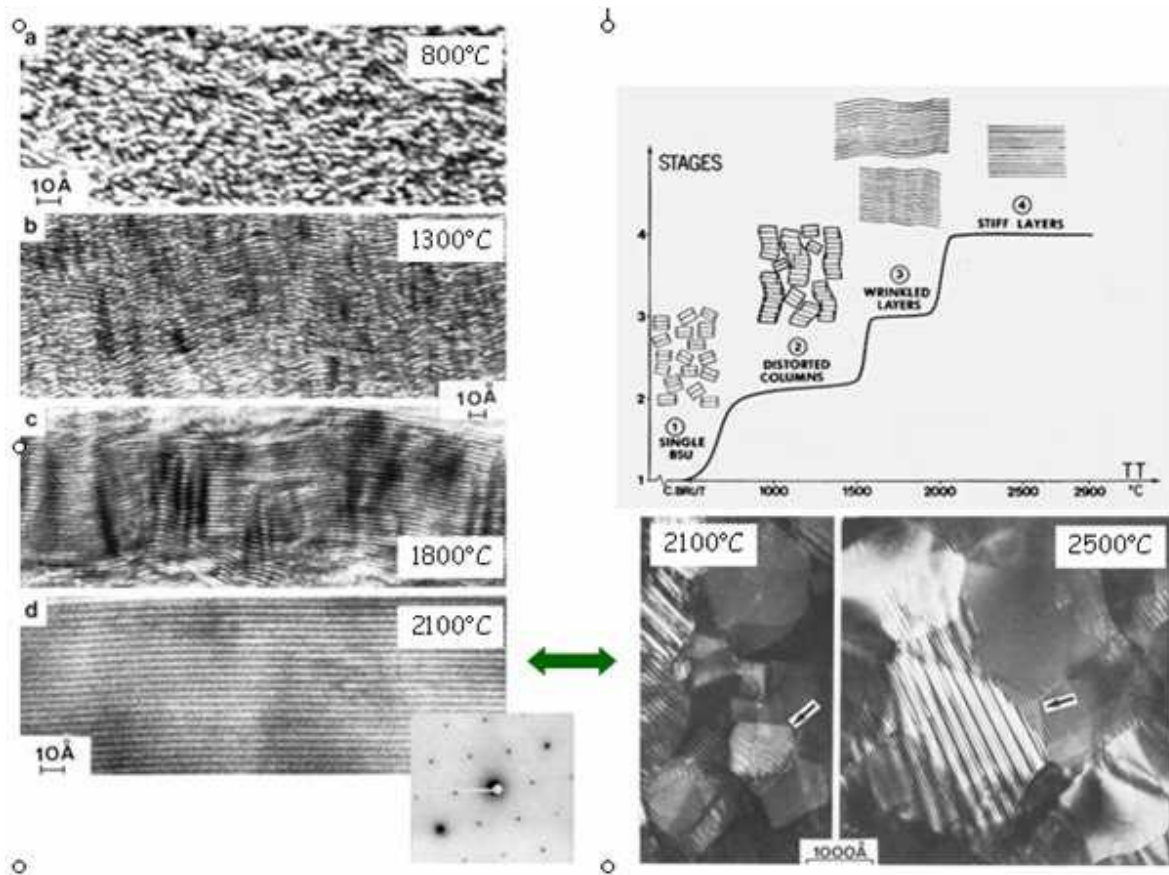 a
800°C
10Å
b
1300°C
10Å
c
1800°C
d
2100°C
10Å
STAGES
4
3
2
1
① SINGLE
BSU
② DISTORTED
COLUMNS
③ WRINKLED
LAYERS
④ STIFF LAYERS
C.BRUT
1000
1500
2000
2500
2900
TT
°C
2100°C
2500°C
1000Å